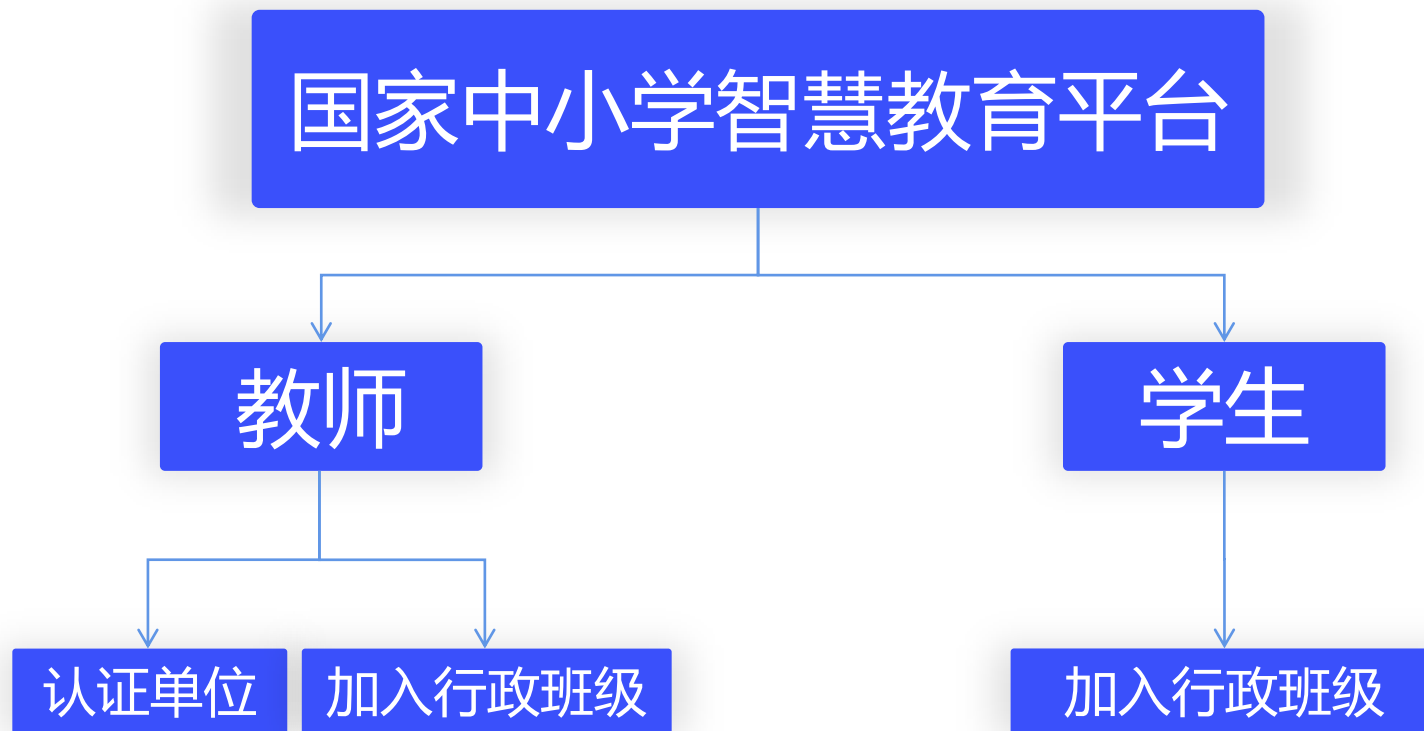 国家中小学智慧教育平台
教师
学生
认证单位
加入行政班级
加入行政班级